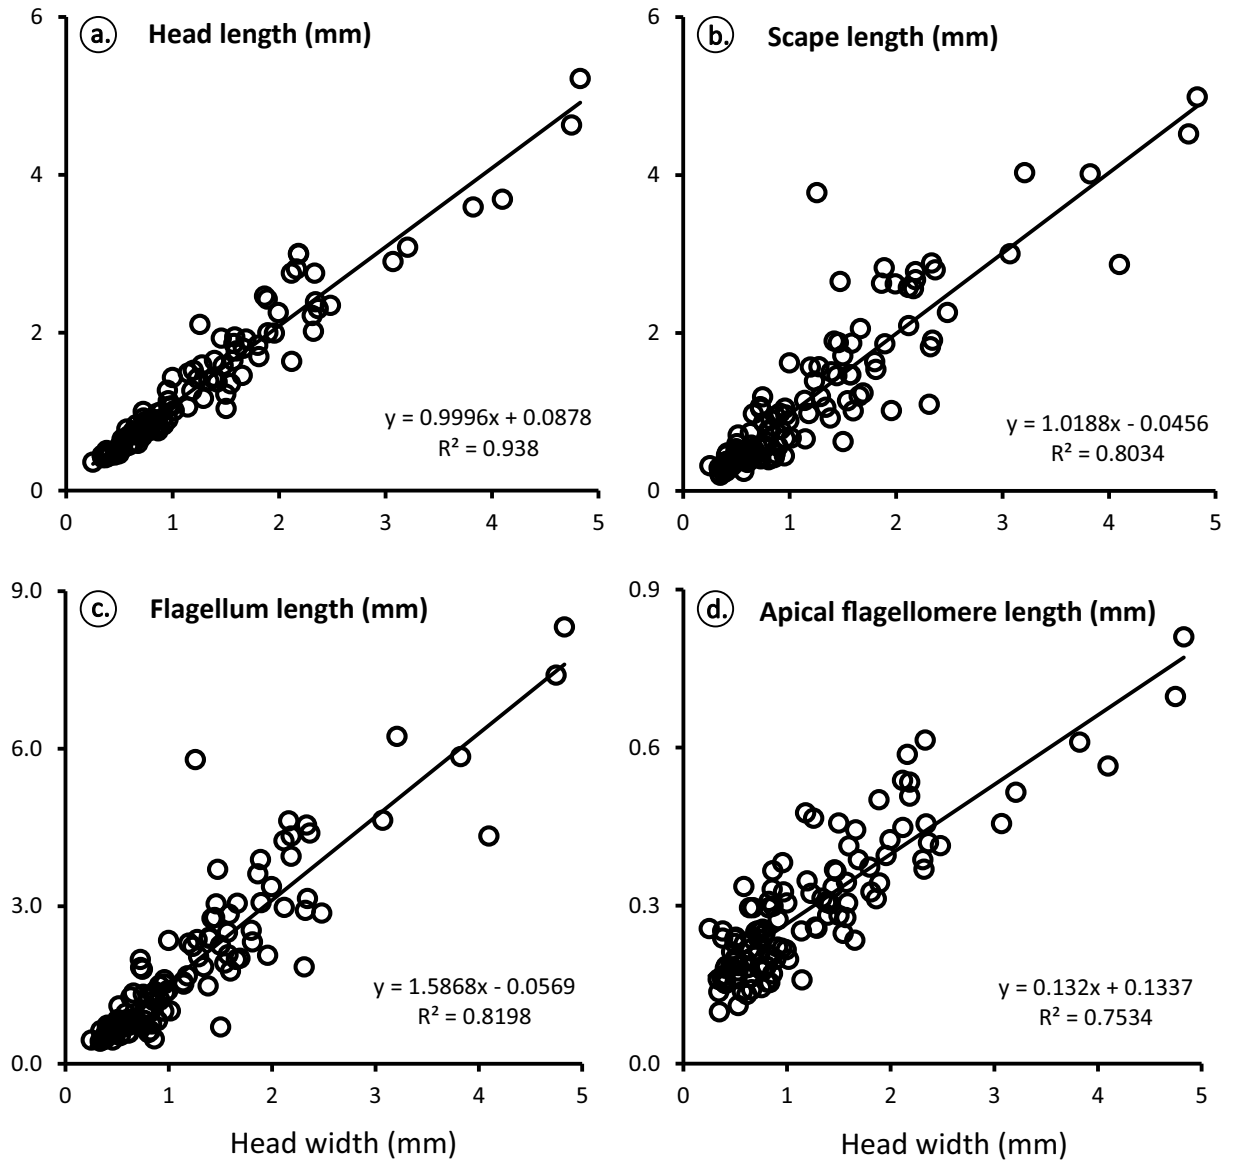 a. Head length (mm)
6
4
2
0
0 1 2 3 4 5
y = 0.9996x + 0.0878
R² = 0.938
b. Scape length (mm)
6
4
2
0
0 1 2 3 4 5
y = 1.0188x - 0.0456
R² = 0.8034
c. Flagellum length (mm)
9.0
6.0
3.0
0.0
0 1 2 3 4 5
y = 1.5868x - 0.0569
R² = 0.8198
Head width (mm)
d. Apical flagellomere length (mm)
0.9
0.6
0.3
0.0
0 1 2 3 4 5
y = 0.132x + 0.1337
R² = 0.7534
Head width (mm)